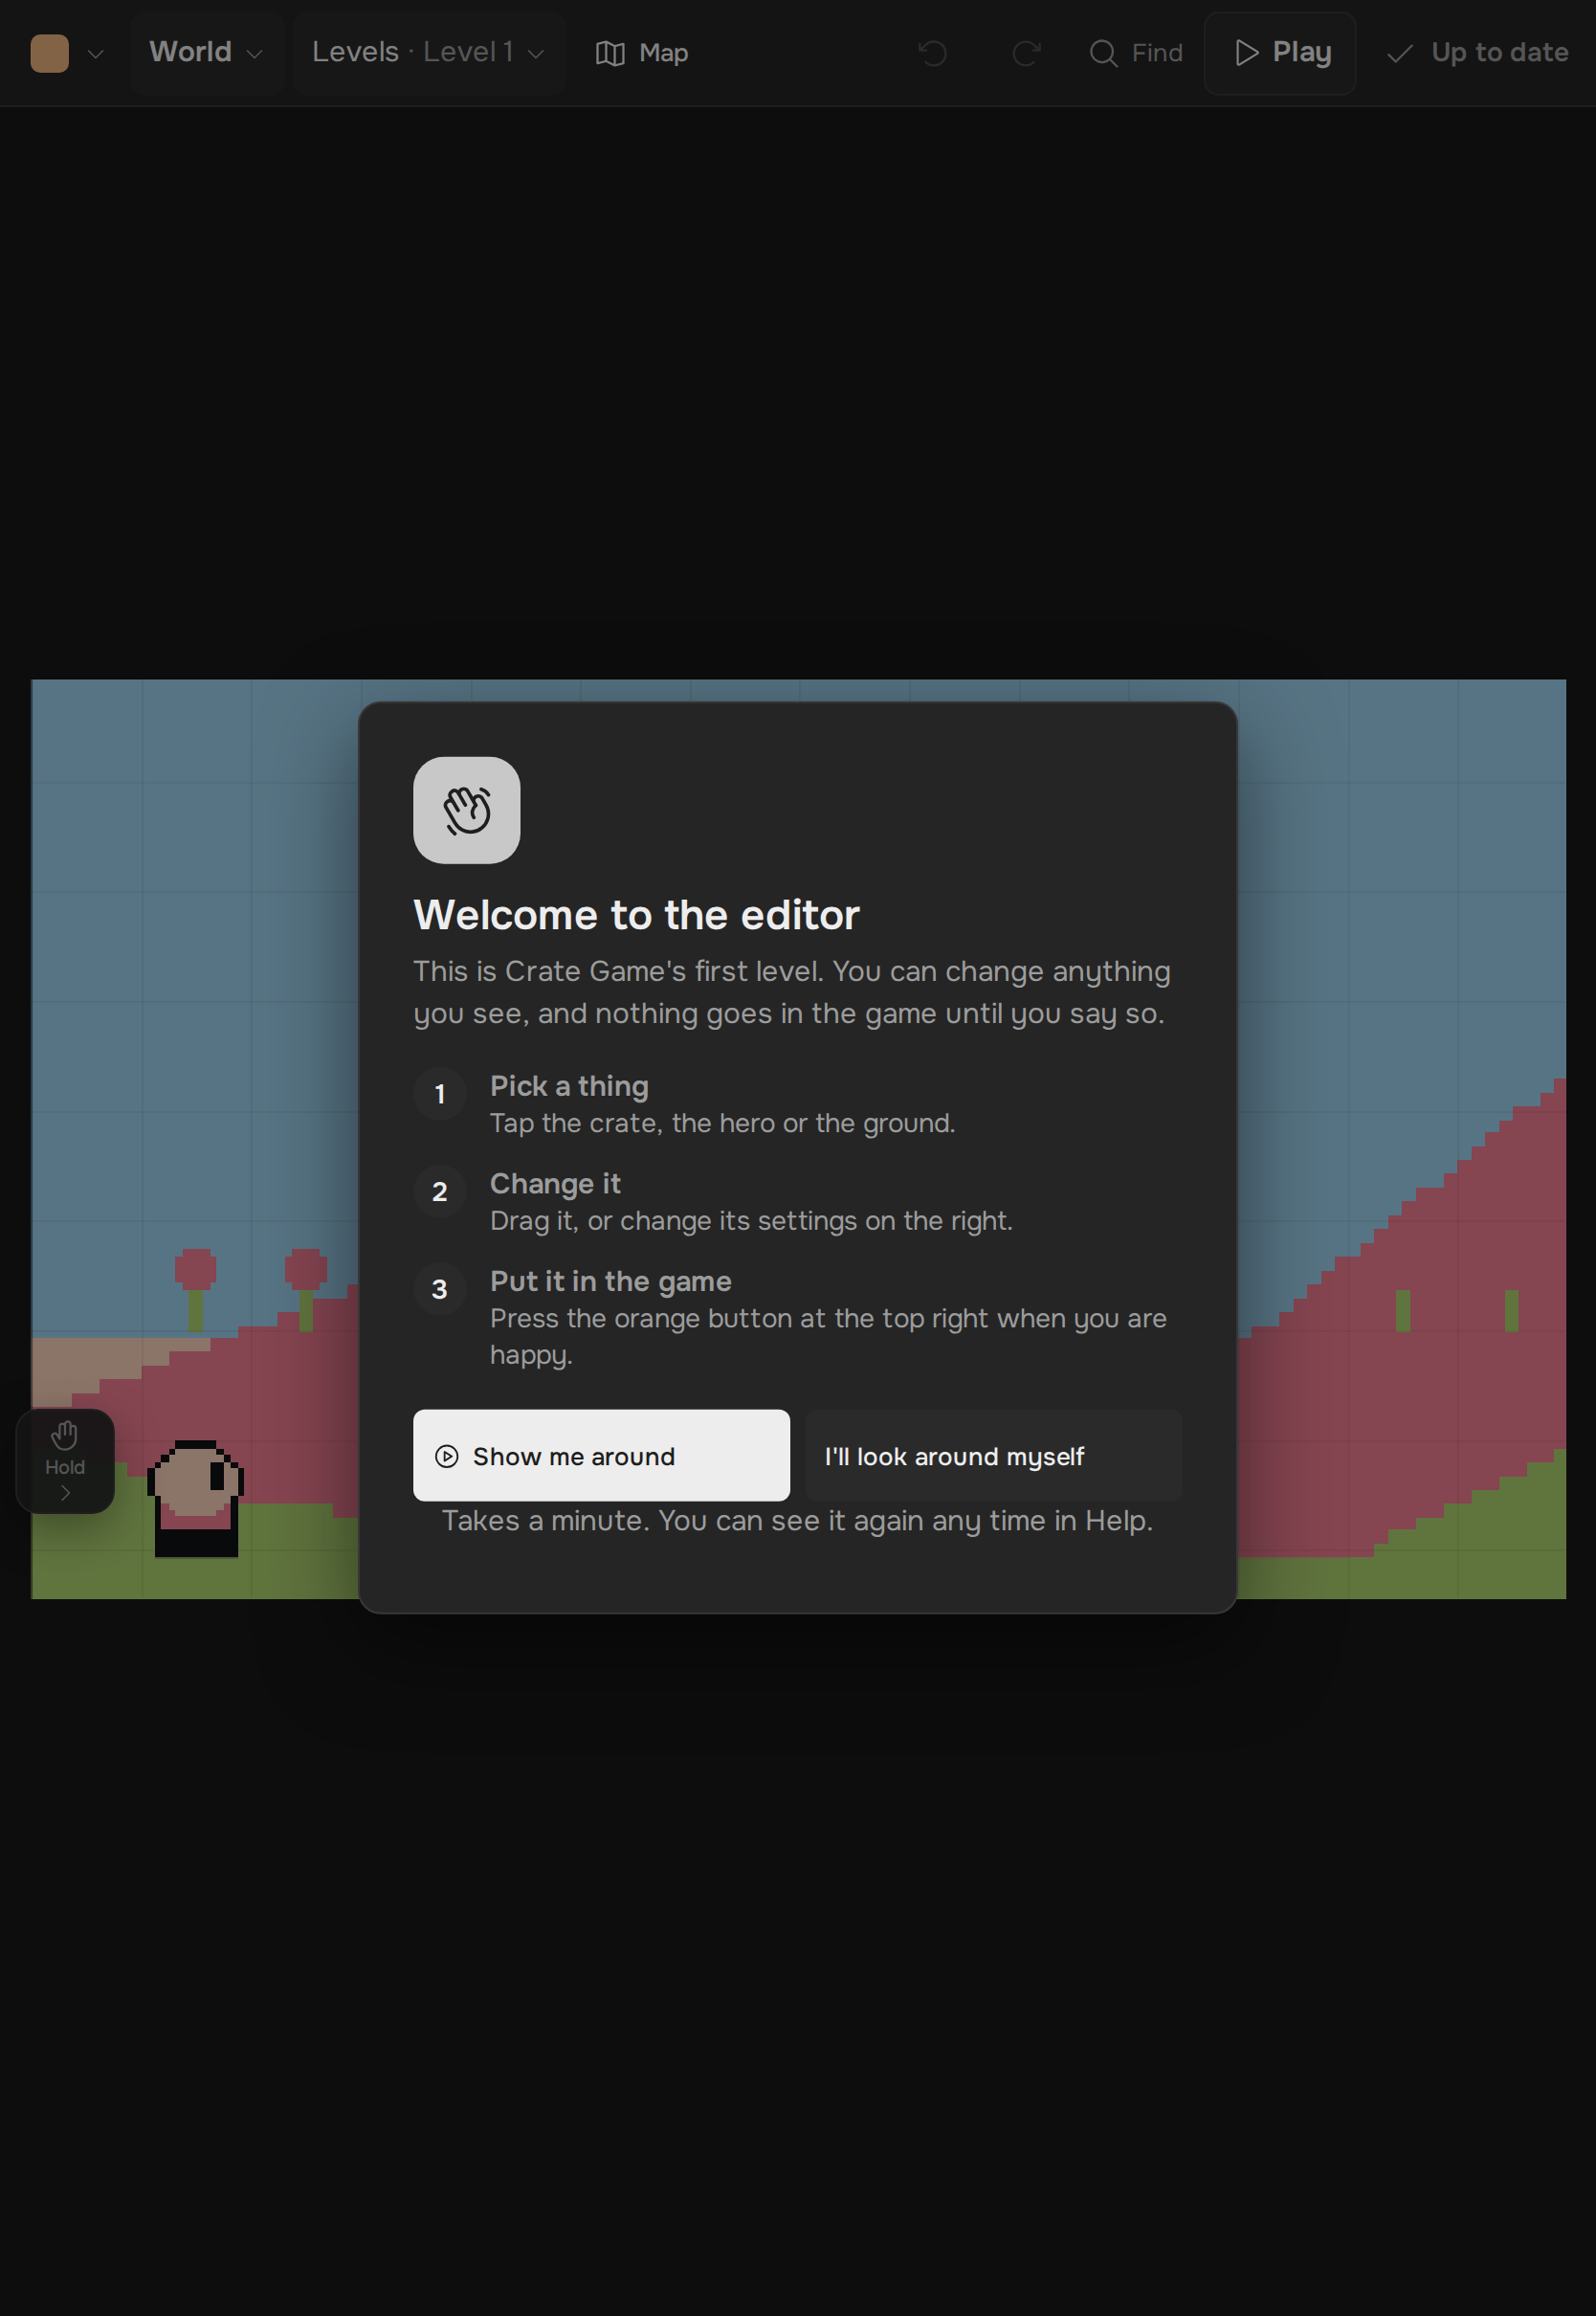 World
Levels · Level 1
Map
Find
Play
Up to date
Welcome to the editor
This is Crate Game's first level. You can change anything
you see, and nothing goes in the game until you say so.
1
Pick a thing
Tap the crate, the hero or the ground.
2
Change it
Drag it, or change its settings on the right.
3
Put it in the game
Press the orange button at the top right when you are
happy.
Show me around
I'll look around myself
Takes a minute. You can see it again any time in Help.
Hold